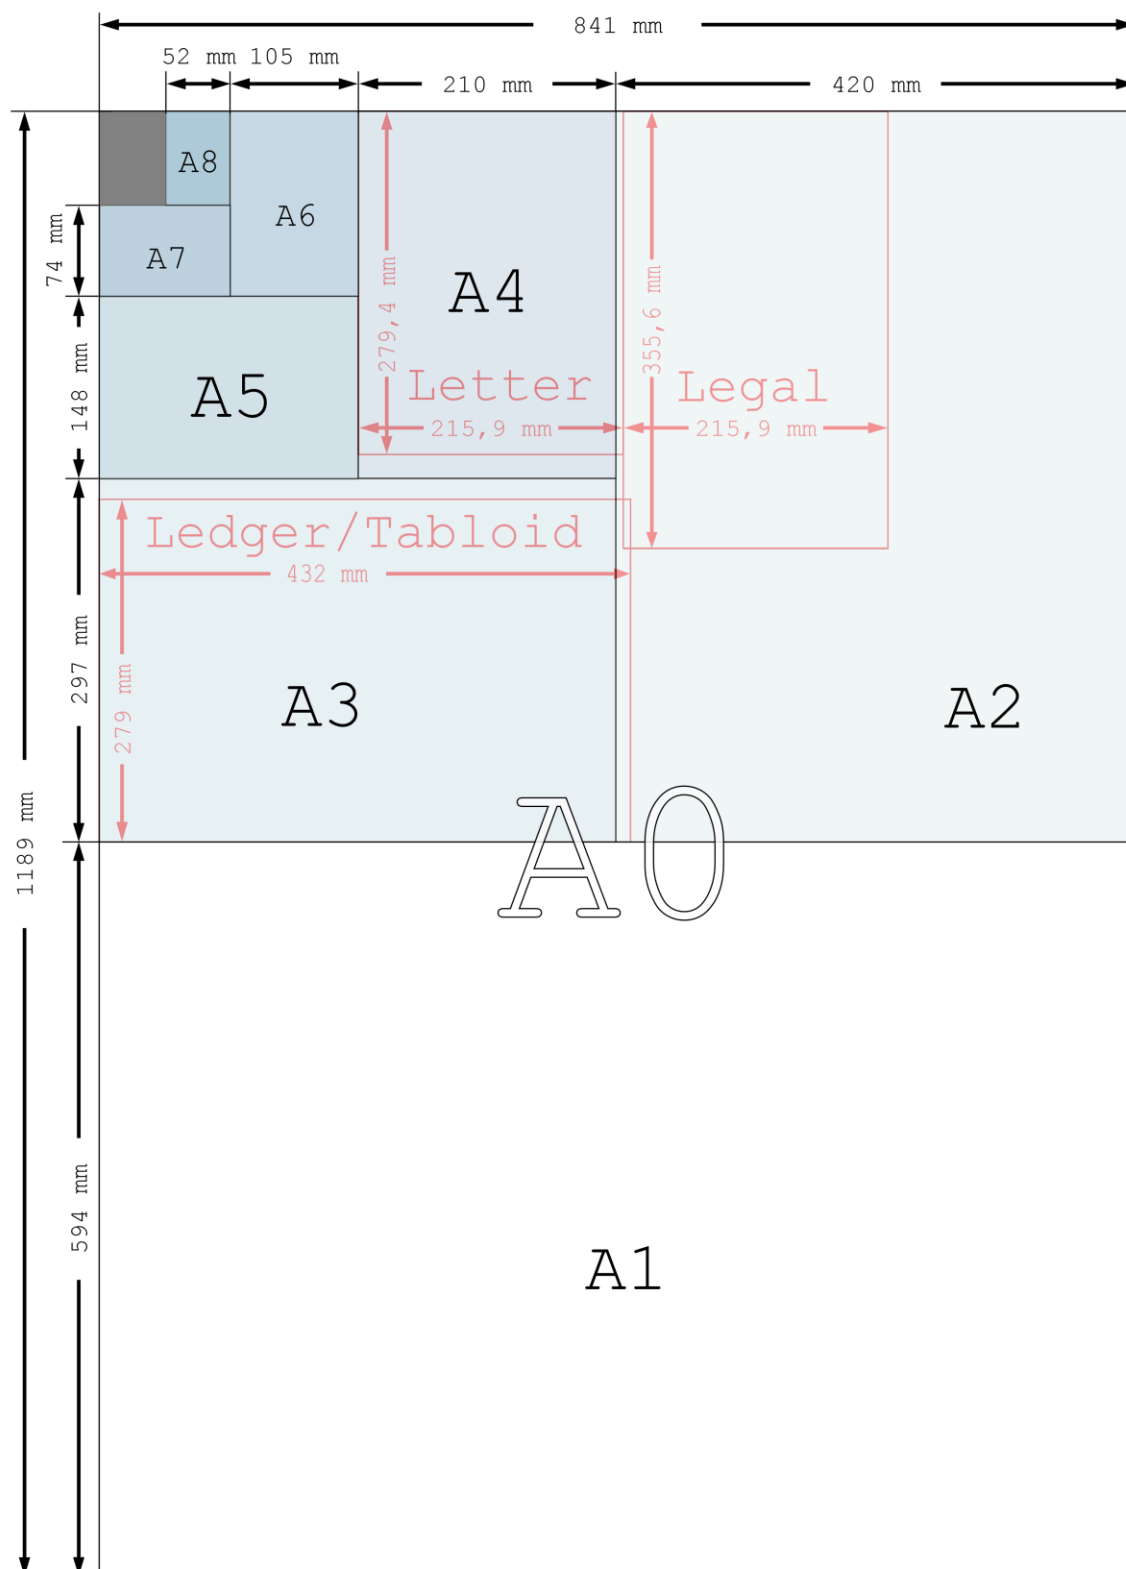 841 mm
52 mm 105 mm
210 mm
420 mm
A8
A6
A7
74 mm
A4
279,4 mm
355,6 mm
Letter
Legal
215,9 mm
215,9 mm
A5
148 mm
Ledger/Tabloid
432 mm
297 mm
279 mm
A3
A2
A0
1189 mm
594 mm
A1